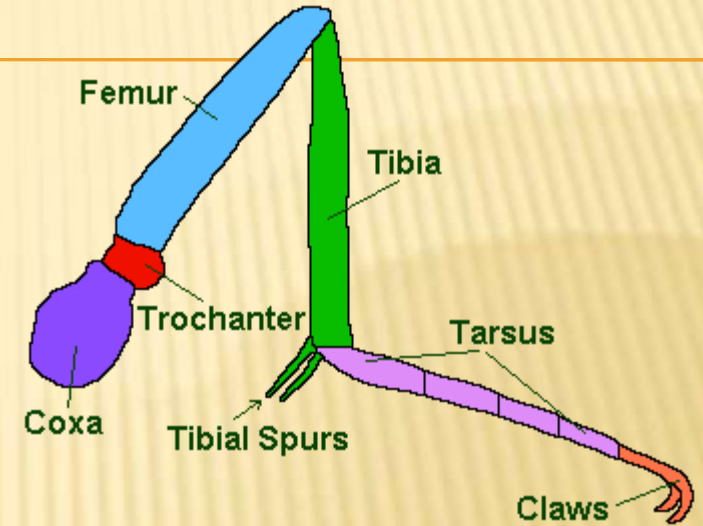 Femur
Tibia
Trochanter
Tarsus
Coxa
Tibial Spurs
Claws